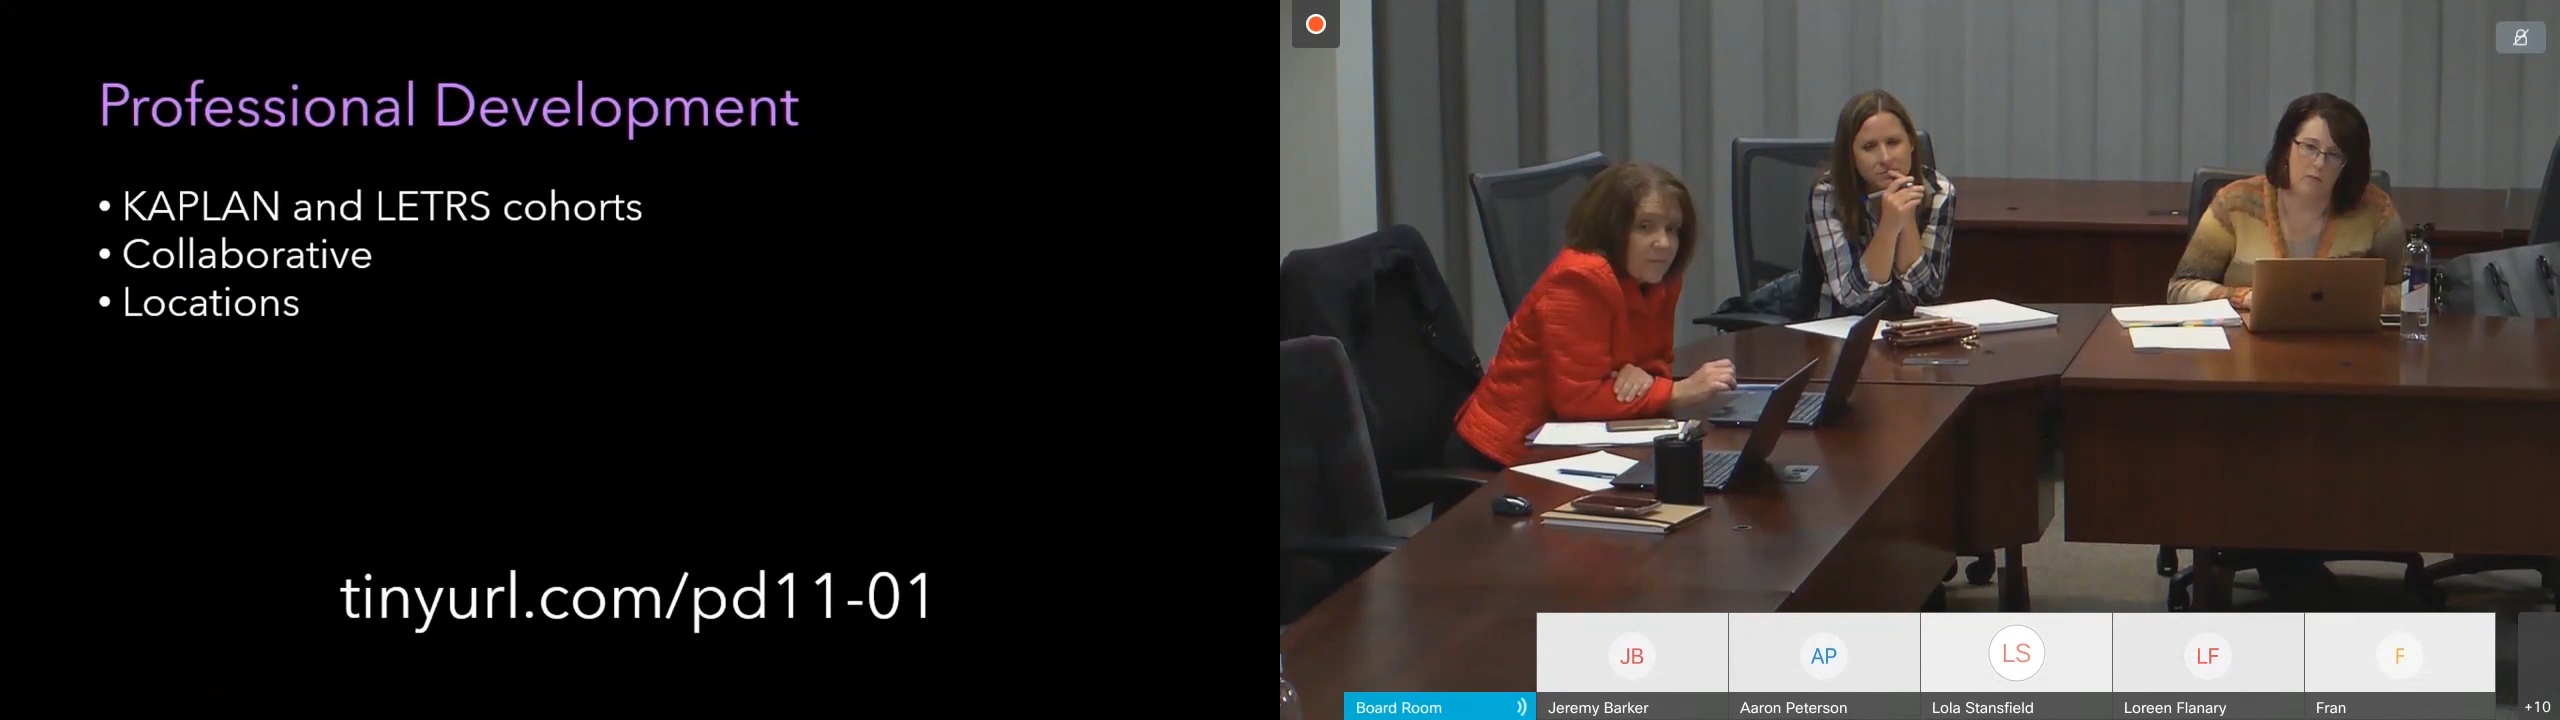 Professional Development
• KAPLAN and LETRS cohorts
• Collaborative
• Locations
tinyurl.com/pd11-01
JB
AP
LS
LF
F
Board Room
Jeremy Barker
Aaron Peterson
Lola Stansfield
Loreen Flanary
Fran
+10